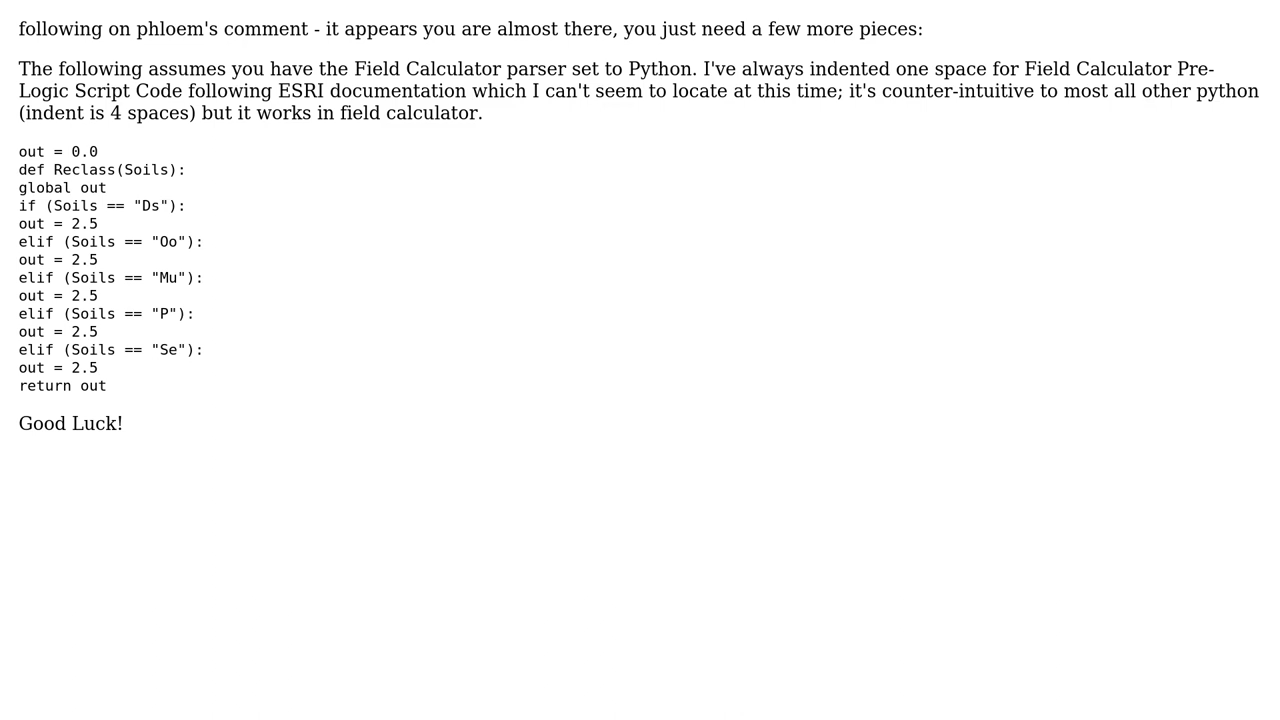 following on phloem's comment - it appears you are almost there, you just need a few more pieces:
The following assumes you have the Field Calculator parser set to Python. I've always indented one space for Field Calculator Pre-
Logic Script Code following ESRI documentation which I can't seem to locate at this time; it's counter-intuitive to most all other python
(indent is 4 spaces) but it works in field calculator.
out = 0.0
def Reclass(Soils):
global out
if (Soils == "Ds"):
out = 2.5
elif (Soils == "Oo"):
out = 2.5
elif (Soils == "Mu"):
out = 2.5
elif (Soils == "P"):
out = 2.5
elif (Soils == "Se"):
out = 2.5
return out
Good Luck!